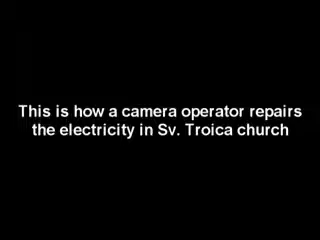 This is how a camera operator repairs
the electricity in Sv. Troica church